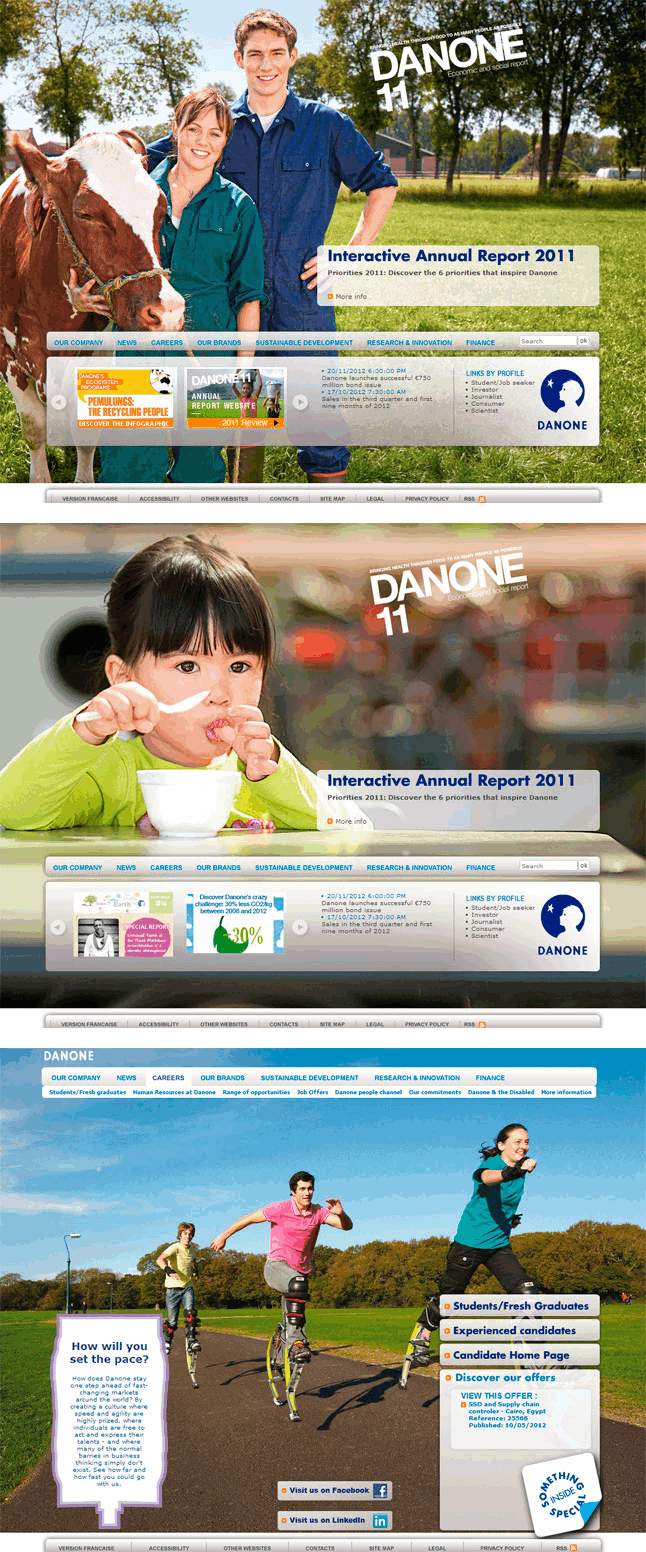 BRINGING HEALTH THROUGH FOOD TO AS MANY PEOPLE AS POSSIBLE
DANONE
Economic and social report
11
Interactive Annual Report 2011
Priorities 2011: Discover the 6 priorities that inspire Danone
More info
OUR COMPANY NEWS CAREERS OUR BRANDS SUSTAINABLE DEVELOPMENT RESEARCH & INNOVATION FINANCE Search ok
DANONE'S
ECOSYSTEM
PROGRAMS
PEMULUNGS:
THE RECYCLING PEOPLE
DISCOVER THE INFOGRAPHIC
DANONE 11
ANNUAL
REPORT WEBSITE
2011 Review
• 20/11/2012 6:00:00 PM
Danone launches successful €750
million bond issue
• 17/10/2012 7:30:00 AM
Sales in the third quarter and first
nine months of 2012
LINKS BY PROFILE
• Student/Job seeker
• Investor
• Journalist
• Consumer
• Scientist
DANONE
VERSION FRANCAISE ACCESSIBILITY OTHER WEBSITES CONTACTS SITE MAP LEGAL PRIVACY POLICY RSS
BRINGING HEALTH THROUGH FOOD TO AS MANY PEOPLE AS POSSIBLE
DANONE
Economic and social report
11
Interactive Annual Report 2011
Priorities 2011: Discover the 6 priorities that inspire Danone
More info
OUR COMPANY NEWS CAREERS OUR BRANDS SUSTAINABLE DEVELOPMENT RESEARCH & INNOVATION FINANCE Search ok
Earth
SPECIAL REPORT
Discover Danone's crazy
challenge: 30% less CO2/kg
between 2008 and 2012
-30%
• 20/11/2012 6:00:00 PM
Danone launches successful €750
million bond issue
• 17/10/2012 7:30:00 AM
Sales in the third quarter and first
nine months of 2012
LINKS BY PROFILE
• Student/Job seeker
• Investor
• Journalist
• Consumer
• Scientist
DANONE
VERSION FRANCAISE ACCESSIBILITY OTHER WEBSITES CONTACTS SITE MAP LEGAL PRIVACY POLICY RSS
DANONE
OUR COMPANY NEWS CAREERS OUR BRANDS SUSTAINABLE DEVELOPMENT RESEARCH & INNOVATION FINANCE
Students/Fresh graduates Human Resources at Danone Range of opportunities Job Offers Danone people channel Our commitments Danone & the Disabled More information
How will you
set the pace?
How does Danone stay
one step ahead of fast-
changing markets
around the world? By
creating a culture where
speed and agility are
highly prized, where
individuals are free to
act and express their
talents - and where
many of the normal
barriers in business
thinking simply don't
exist. See how far and
how fast you could go
with us.
Students/Fresh Graduates
Experienced candidates
Candidate Home Page
Discover our offers
VIEW THIS OFFER :
SSD and Supply chain
controler - Cairo, Egypt
Reference: 25566
Published: 10/05/2012
Visit us on Facebook
Visit us on LinkedIn
SOMETHING
INSIDE
SPECIAL
VERSION FRANCAISE ACCESSIBILITY OTHER WEBSITES CONTACTS SITE MAP LEGAL PRIVACY POLICY RSS